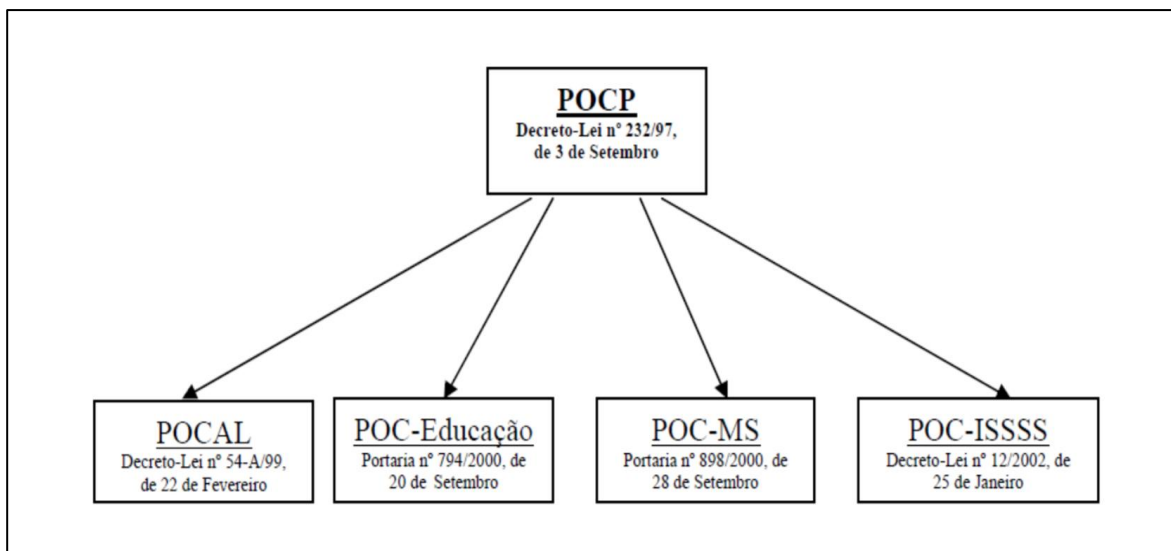 POCP
Decreto-Lei nº 232/97,
de 3 de Setembro
POCAL
Decreto-Lei nº 54-A/99,
de 22 de Fevereiro
POC-Educação
Portaria nº 794/2000, de
20 de Setembro
POC-MS
Portaria nº 898/2000, de
28 de Setembro
POC-ISSSS
Decreto-Lei nº 12/2002, de
25 de Janeiro